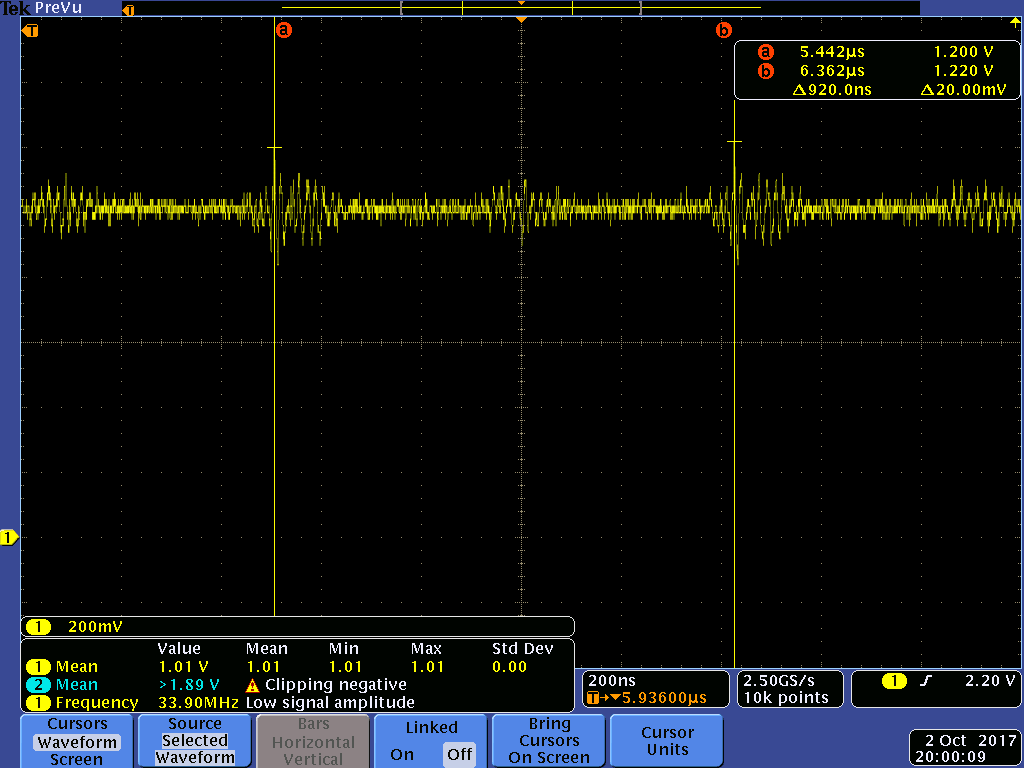 Tek PreVu
T
T
a b
a 5.442µs 1.200 V
b 6.362µs 1.220 V
Δ920.0ns Δ20.00mV
1
1 200mV
Value Mean Min Max Std Dev
1 Mean 1.01 V 1.01 1.01 1.01 0.00
2 Mean >1.89 V Clipping negative
1 Frequency 33.90MHz Low signal amplitude
200ns
T→▼5.93600µs
2.50GS/s
10k points
1 2.20 V
Cursors
Waveform
Screen
Source
Selected
Waveform
Bars
Horizontal
Vertical
Linked
On Off
Bring
Cursors
On Screen
Cursor
Units
2 Oct 2017
20:00:09